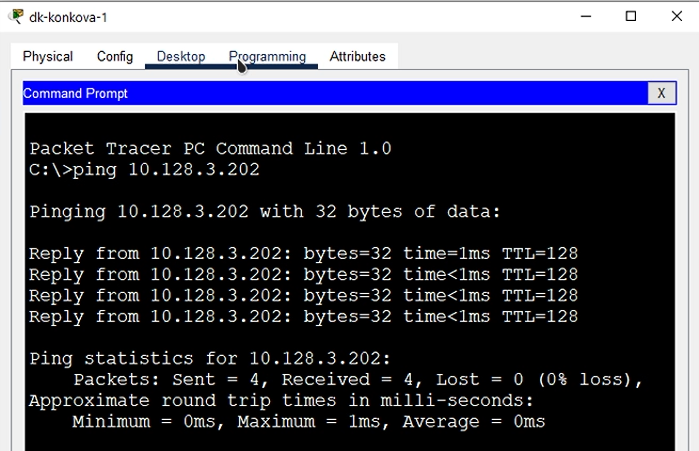 dk-konkova-1
Physical Config Desktop Programming Attributes
Command Prompt X
Packet Tracer PC Command Line 1.0
C:\>ping 10.128.3.202
Pinging 10.128.3.202 with 32 bytes of data:
Reply from 10.128.3.202: bytes=32 time=1ms TTL=128
Reply from 10.128.3.202: bytes=32 time<1ms TTL=128
Reply from 10.128.3.202: bytes=32 time<1ms TTL=128
Reply from 10.128.3.202: bytes=32 time<1ms TTL=128
Ping statistics for 10.128.3.202:
    Packets: Sent = 4, Received = 4, Lost = 0 (0% loss),
Approximate round trip times in milli-seconds:
    Minimum = 0ms, Maximum = 1ms, Average = 0ms